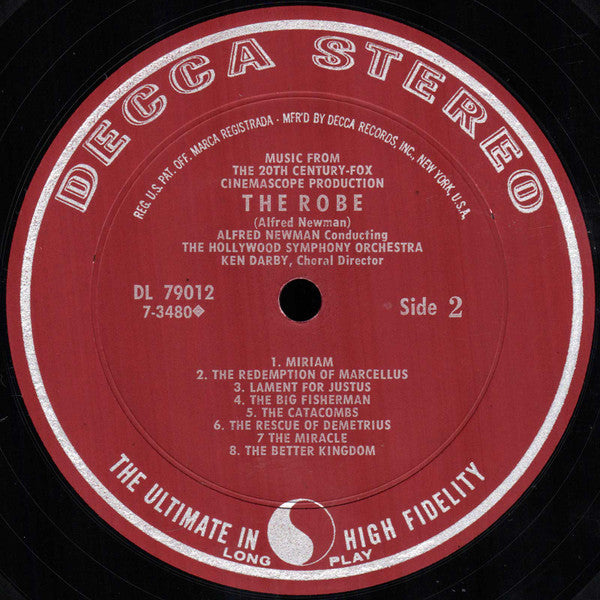 DECCA STEREO
REG. U.S. PAT. OFF. MARCA REGISTRADA · MFR'D BY DECCA RECORDS, INC., NEW YORK, U.S.A.
MUSIC FROM
THE 20TH CENTURY-FOX
CINEMASCOPE PRODUCTION
THE ROBE
(Alfred Newman)
ALFRED NEWMAN Conducting
THE HOLLYWOOD SYMPHONY ORCHESTRA
KEN DARBY, Choral Director
DL 79012
7-3480
Side 2
1. MIRIAM
2. THE REDEMPTION OF MARCELLUS
3. LAMENT FOR JUSTUS
4. THE BIG FISHERMAN
5. THE CATACOMBS
6. THE RESCUE OF DEMETRIUS
7 THE MIRACLE
8. THE BETTER KINGDOM
THE ULTIMATE IN HIGH FIDELITY
LONG PLAY